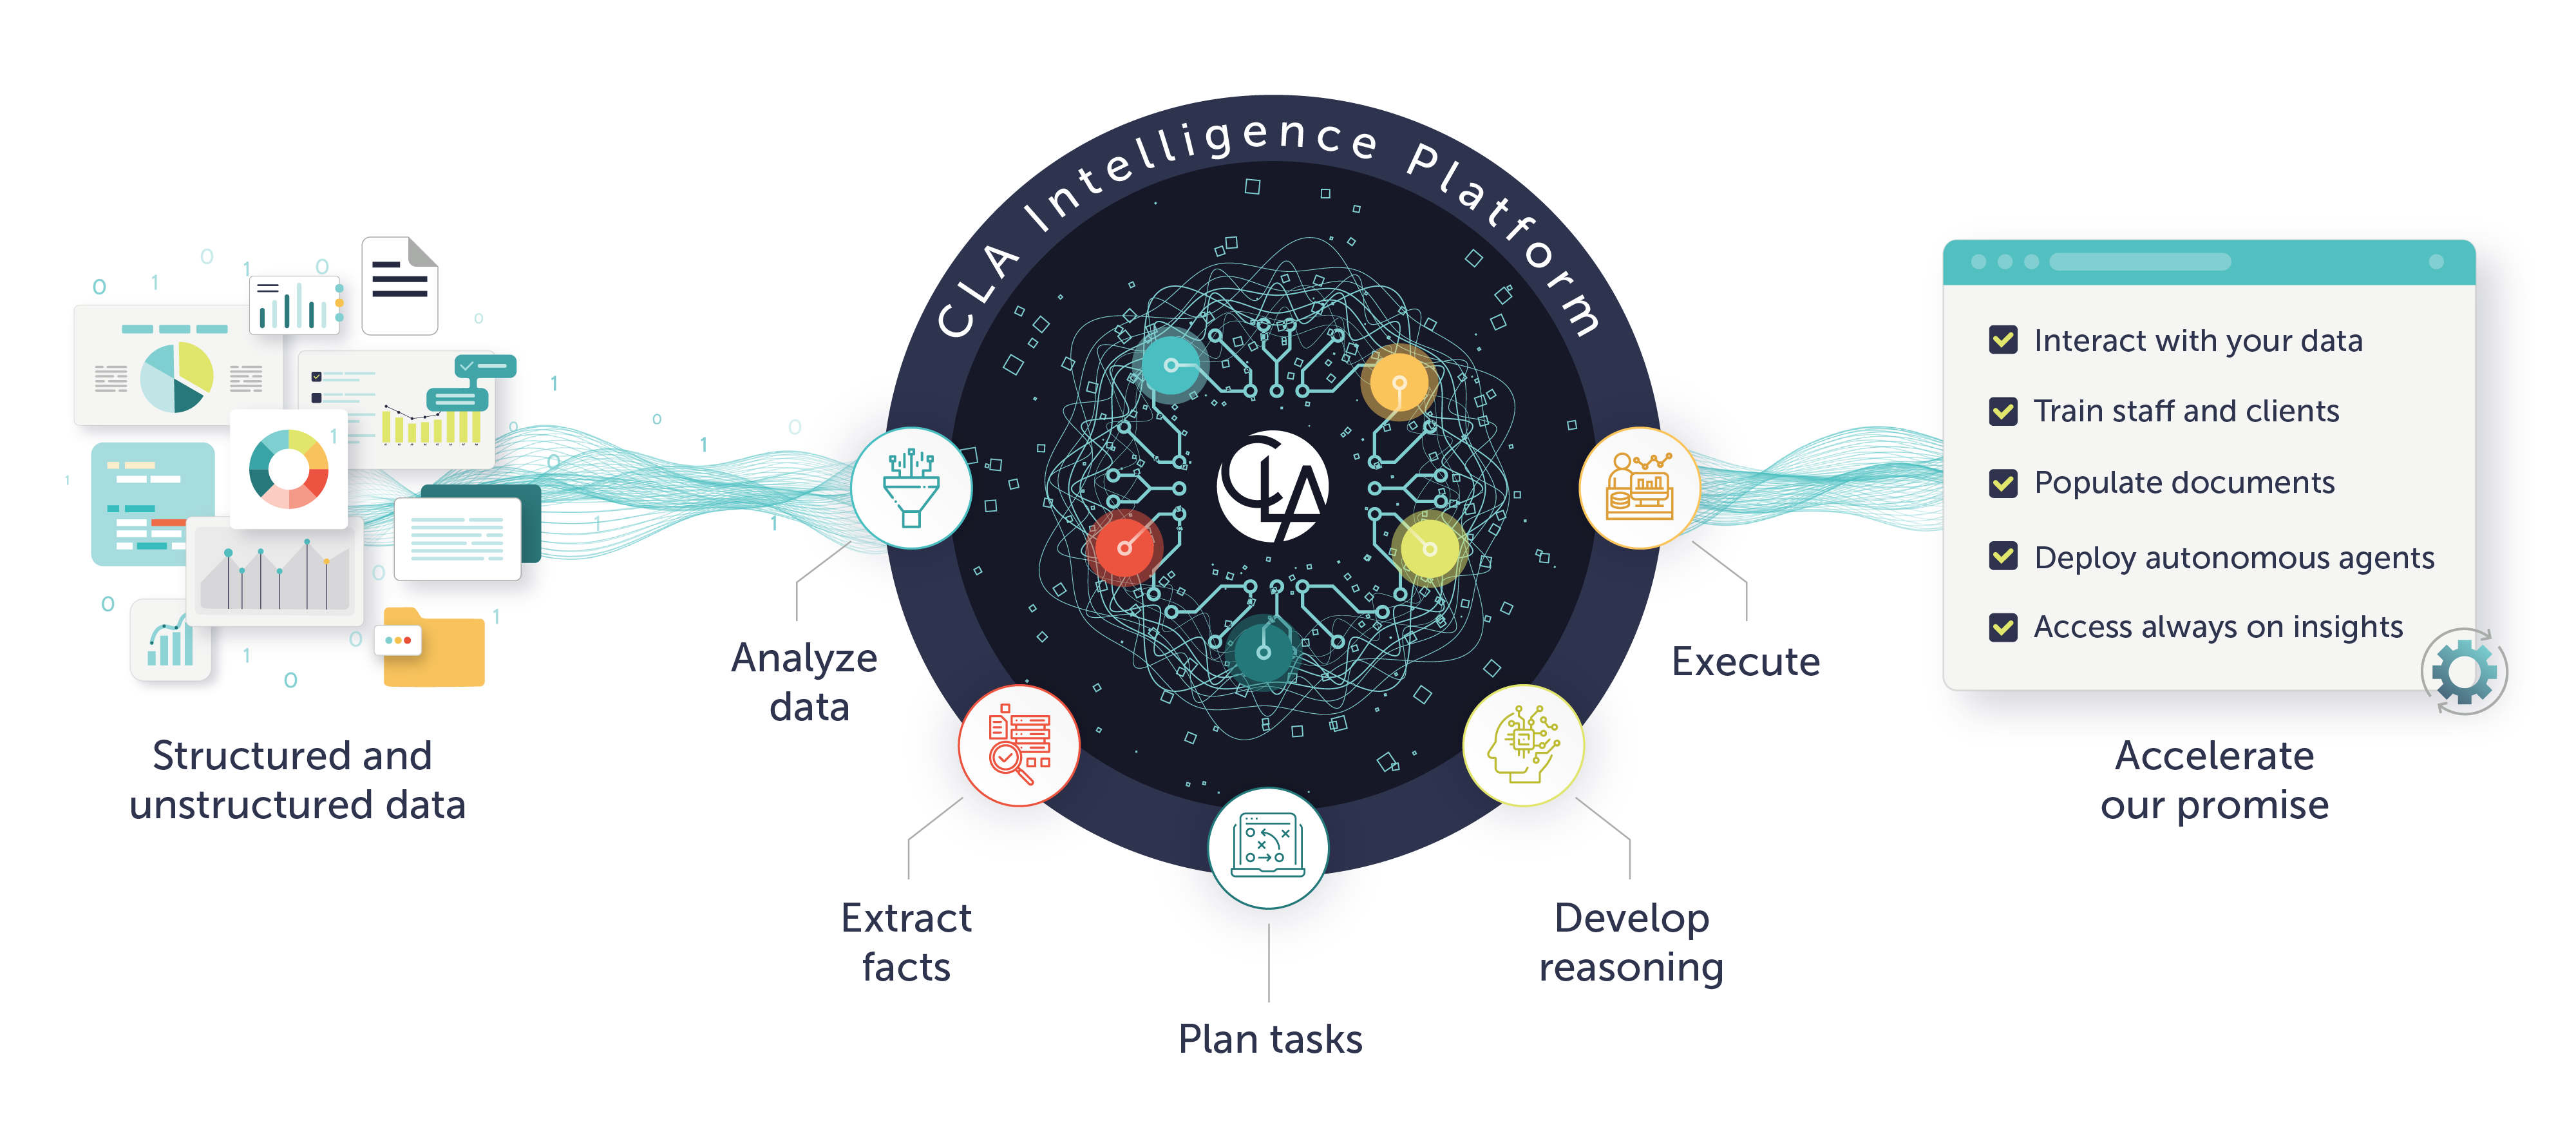 CLA Intelligence Platform
CLA
Structured and
unstructured data
Analyze
data
Extract
facts
Plan tasks
Develop
reasoning
Execute
Interact with your data
Train staff and clients
Populate documents
Deploy autonomous agents
Access always on insights
Accelerate
our promise